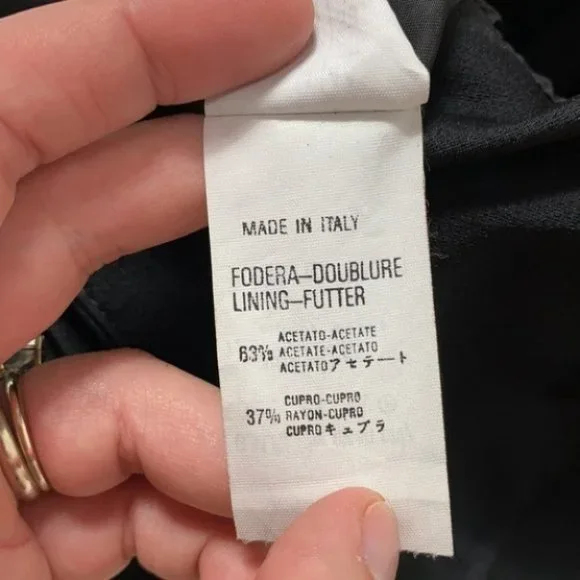 MADE IN ITALY
FODERA–DOUBLURE
LINING–FUTTER
63% ACETATO-ACETATE
ACETATE-ACETATO
ACETATOアセテート
37% CUPRO-CUPRO
RAYON-CUPRO
CUPROキュプラ